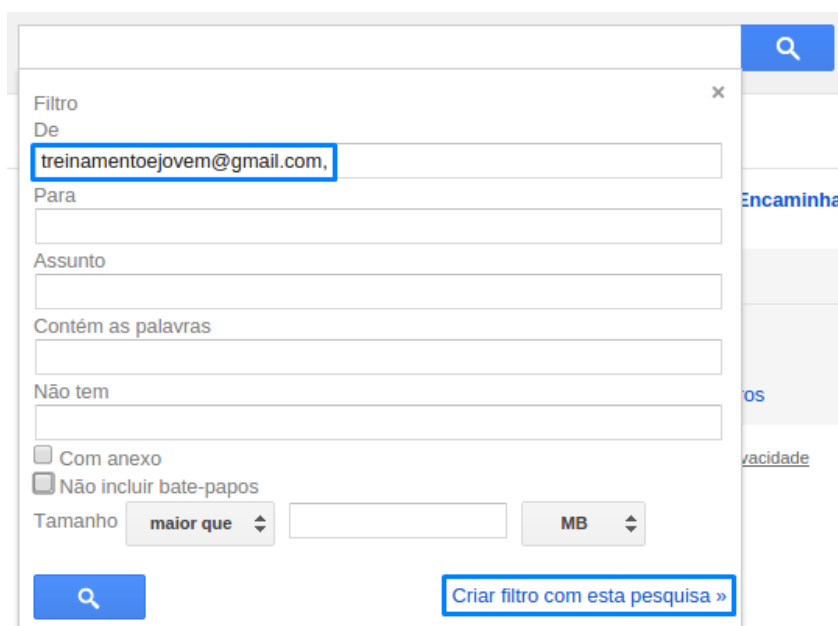 ×
Filtro
De
treinamentoejovem@gmail.com,
Para
Encaminha
Assunto
Contém as palavras
Não tem
ros
Com anexo
vacidade
Não incluir bate-papos
Tamanho maior que MB
Criar filtro com esta pesquisa »